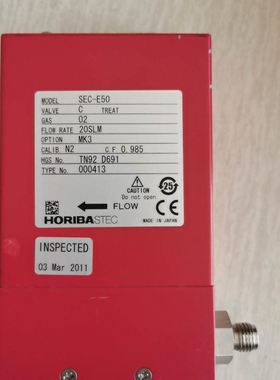 MODEL SEC-E50
VALVE C TREAT
GAS O2
FLOW RATE 20SLM
OPTION MK3
CALIB. N2 C.F. 0.985
HGS No. TN92 D691
TYPE No. 000413
CAUTION
Do not open
25
FLOW
HORIBASTEC
MADE IN JAPAN
INSPECTED
03 Mar 2011